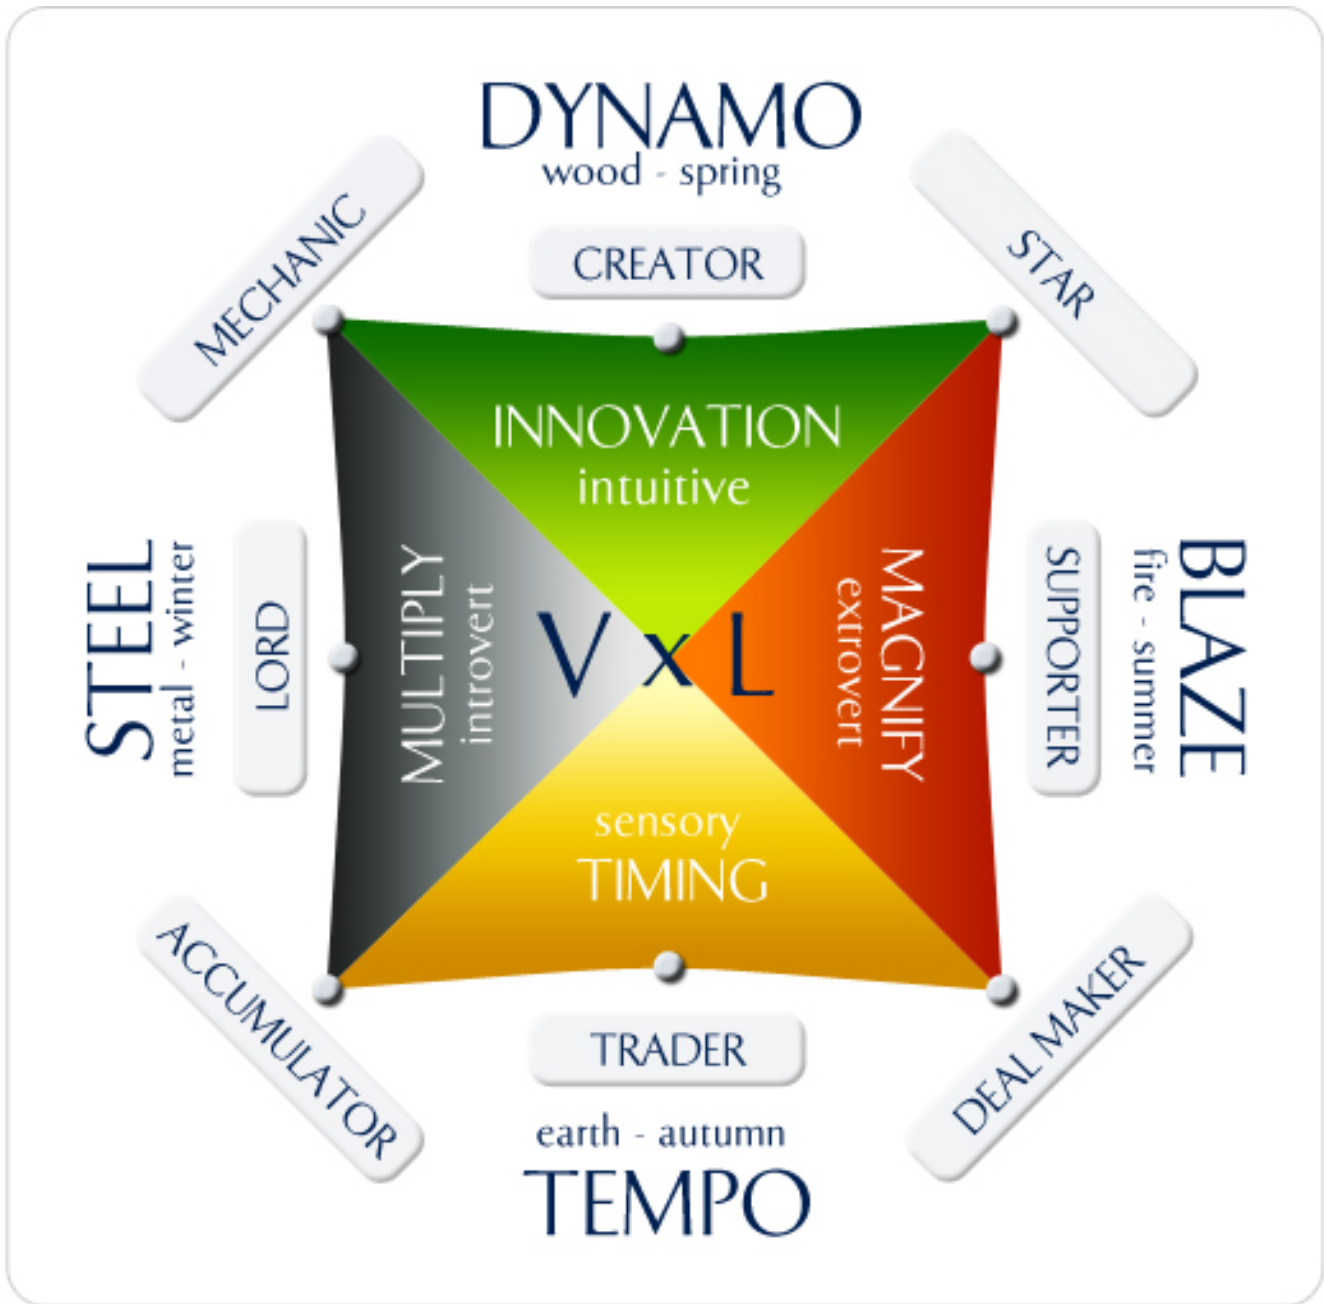 DYNAMO
wood - spring
MECHANIC
CREATOR
STAR
INNOVATION
intuitive
STEEL
metal - winter
LORD
MULTIPLY
introvert
V x L
MAGNIFY
extrovert
SUPPORTER
BLAZE
fire - summer
sensory
TIMING
ACCUMULATOR
TRADER
DEAL MAKER
earth - autumn
TEMPO